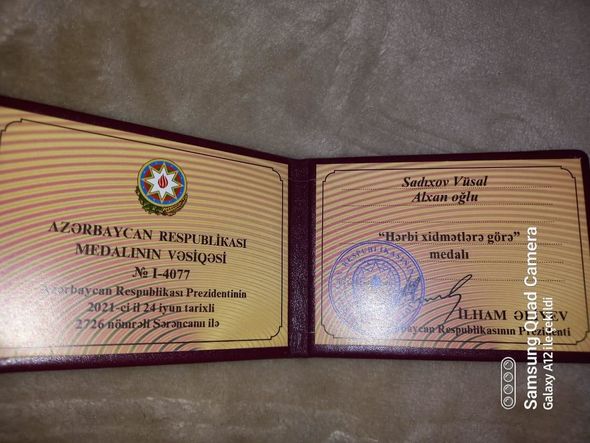 AZƏRBAYCAN RESPUBLİKASI
MEDALININ VƏSİQƏSİ
№ I-4077
Azərbaycan Respublikası Prezidentinin
2021-ci il 24 iyun tarixli
2726 nömrəli Sərəncamı ilə
Sadıxov Vüsal
Alxan oğlu
“Hərbi xidmətlərə görə”
medalı
İLHAM ƏLİYEV
Azərbaycan Respublikasının Prezidenti
Samsung Quad Camera
Galaxy A12 ile çekildi